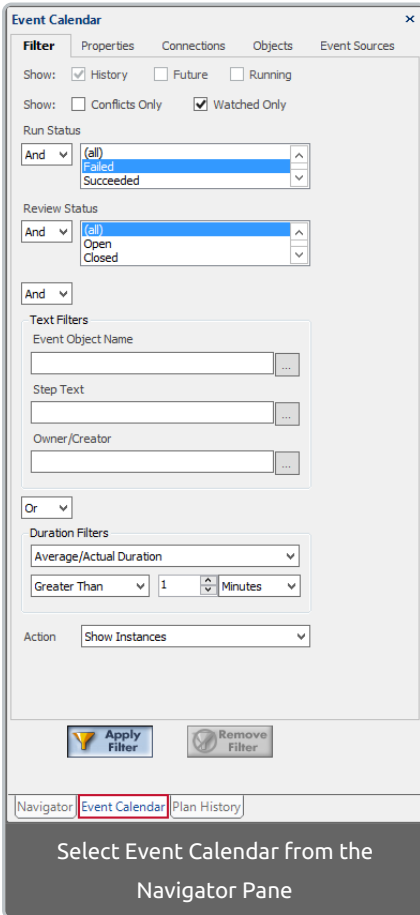 Event Calendar ×
Filter Properties Connections Objects Event Sources
Show: History Future Running
Show: Conflicts Only Watched Only
Run Status
And (all)
Failed
Succeeded
Review Status
And (all)
Open
Closed
And
Text Filters
Event Object Name
...
Step Text
...
Owner/Creator
...
Or
Duration Filters
Average/Actual Duration
Greater Than 1 Minutes
Action Show Instances
Apply Filter Remove Filter
Navigator Event Calendar Plan History
Select Event Calendar from the
Navigator Pane